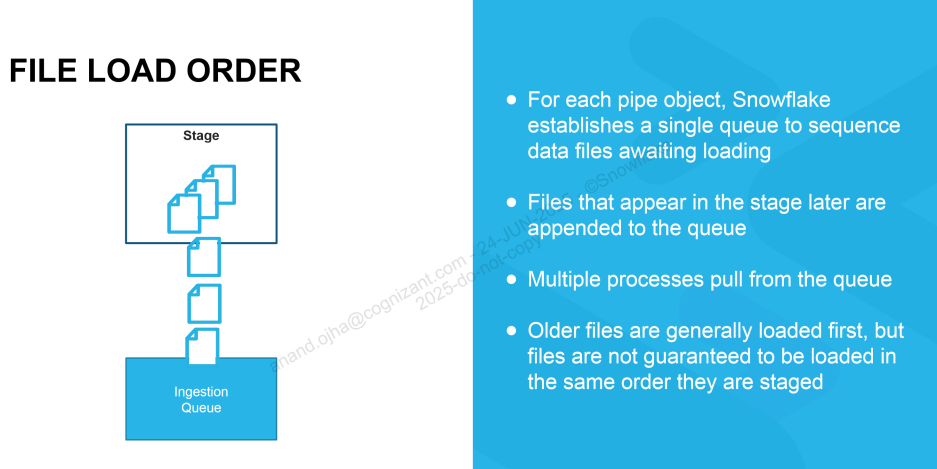 FILE LOAD ORDER
Stage
Ingestion
Queue
● For each pipe object, Snowflake
establishes a single queue to sequence
data files awaiting loading
● Files that appear in the stage later are
appended to the queue
● Multiple processes pull from the queue
● Older files are generally loaded first, but
files are not guaranteed to be loaded in
the same order they are staged
anand.ojha@cognizant.com - 24-JUN-2025
2025-do-not-copy